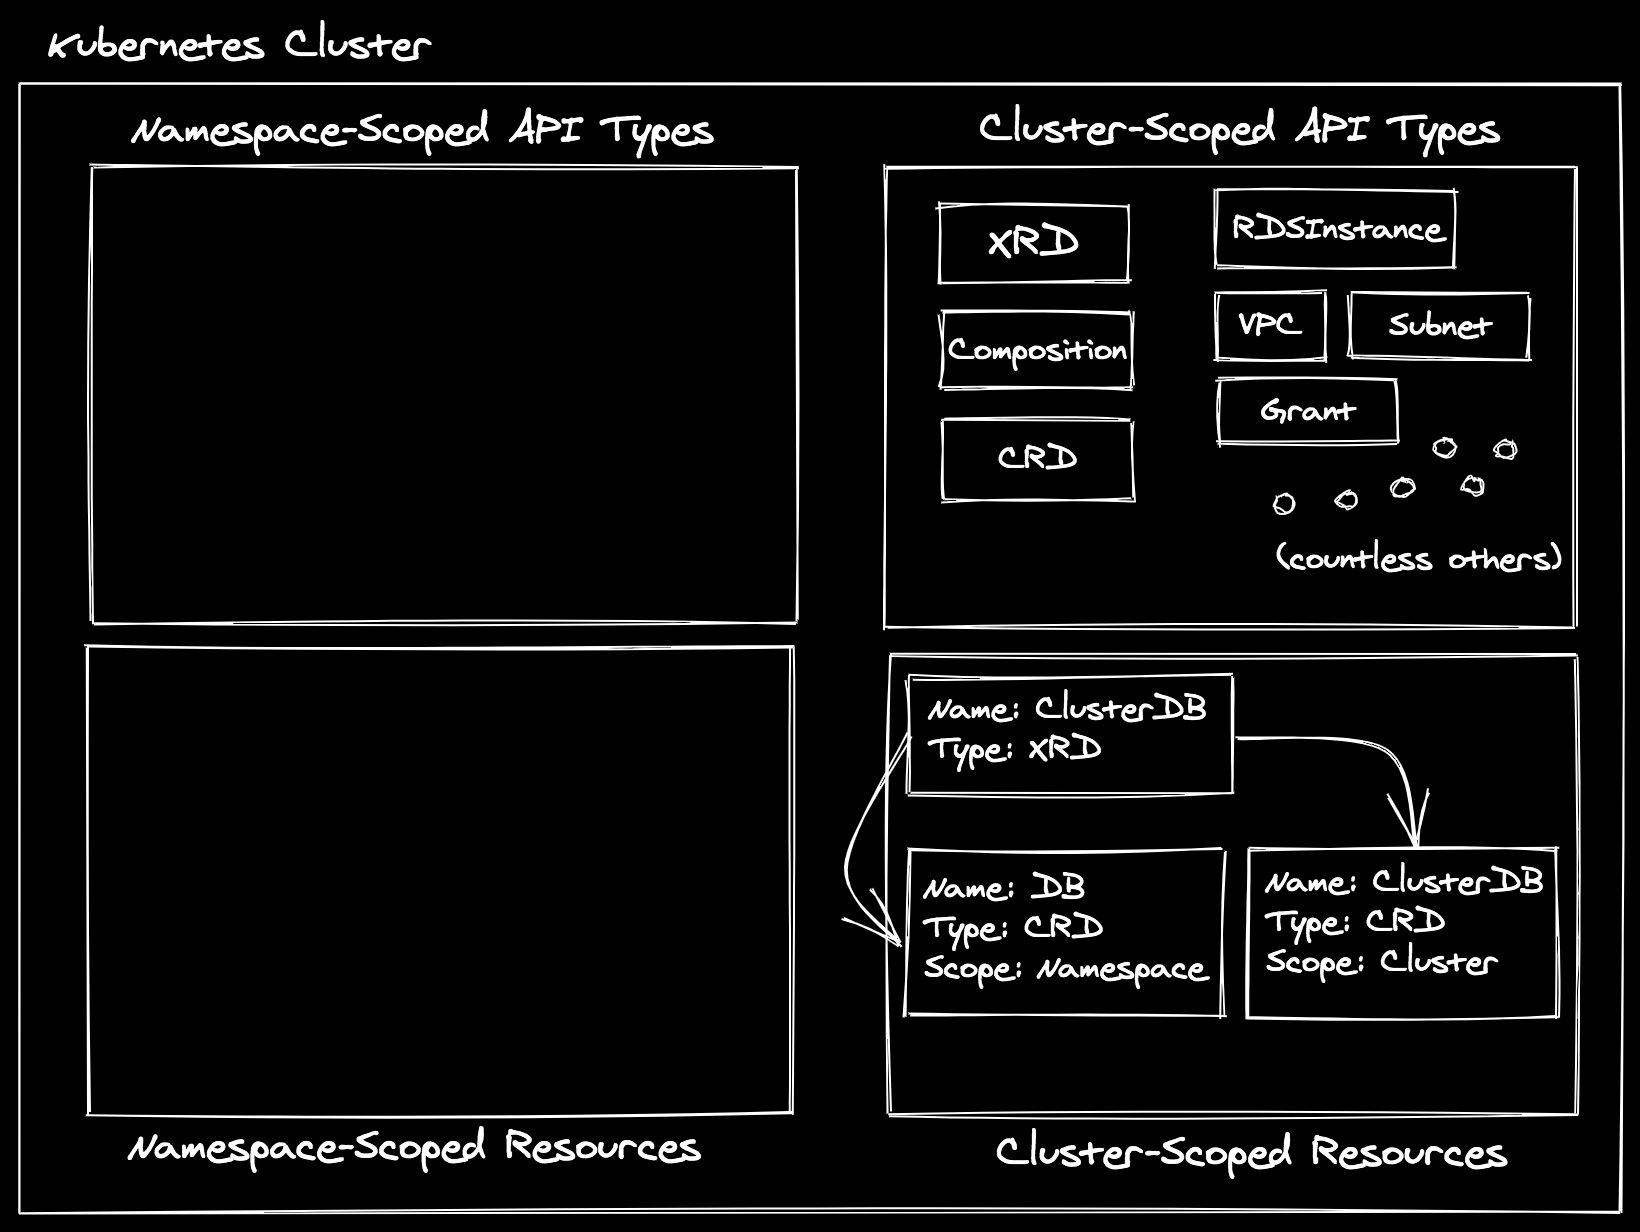 Kubernetes Cluster
Namespace-Scoped API Types
Cluster-Scoped API Types
XRD
Composition
CRD
RDSInstance
VPC
Subnet
Grant
(countless others)
Name: ClusterDB
Type: XRD
Name: DB
Type: CRD
Scope: Namespace
Name: ClusterDB
Type: CRD
Scope: Cluster
Namespace-Scoped Resources
Cluster-Scoped Resources